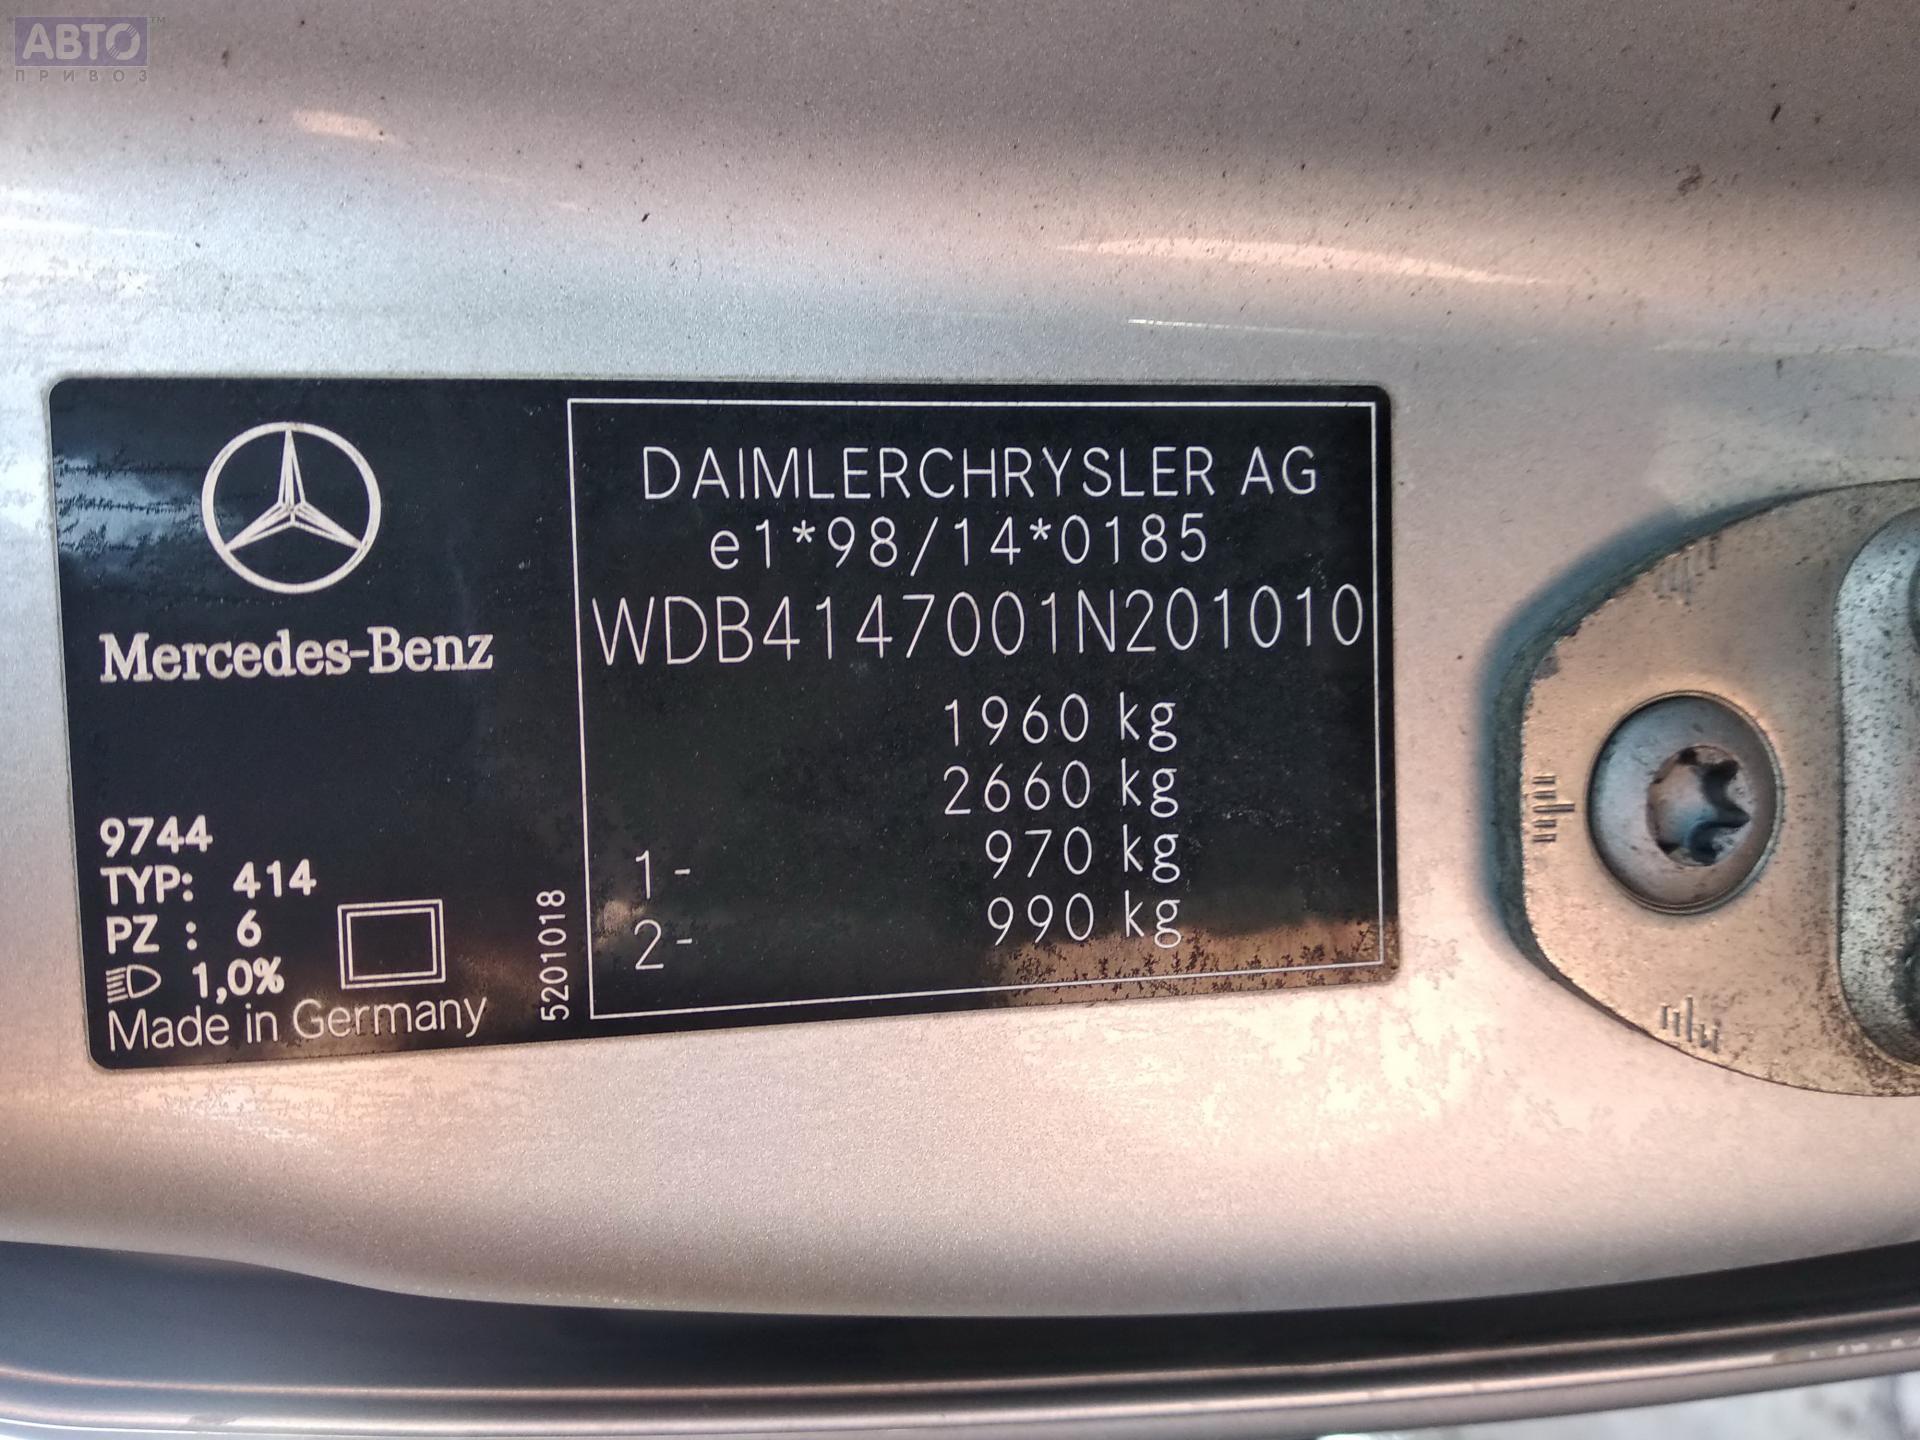 АВТО™
ПРИВОЗ
Mercedes-Benz
9744
TYP: 414
PZ : 6
1,0%
Made in Germany
5201018
DAIMLERCHRYSLER AG
e1*98/14*0185
WDB4147001N201010
1960 kg
2660 kg
1- 970 kg
2- 990 kg